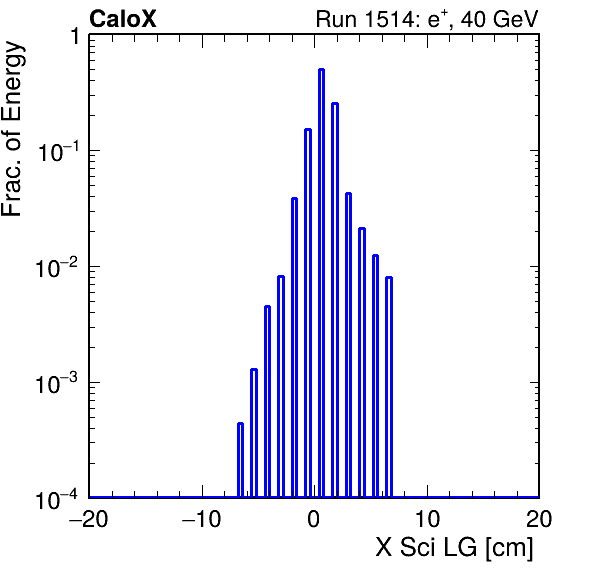 CaloX Run 1514: e⁺, 40 GeV
Frac. of Energy
1
10⁻¹
10⁻²
10⁻³
10⁻⁴
−20 −10 0 10 20
X Sci LG [cm]